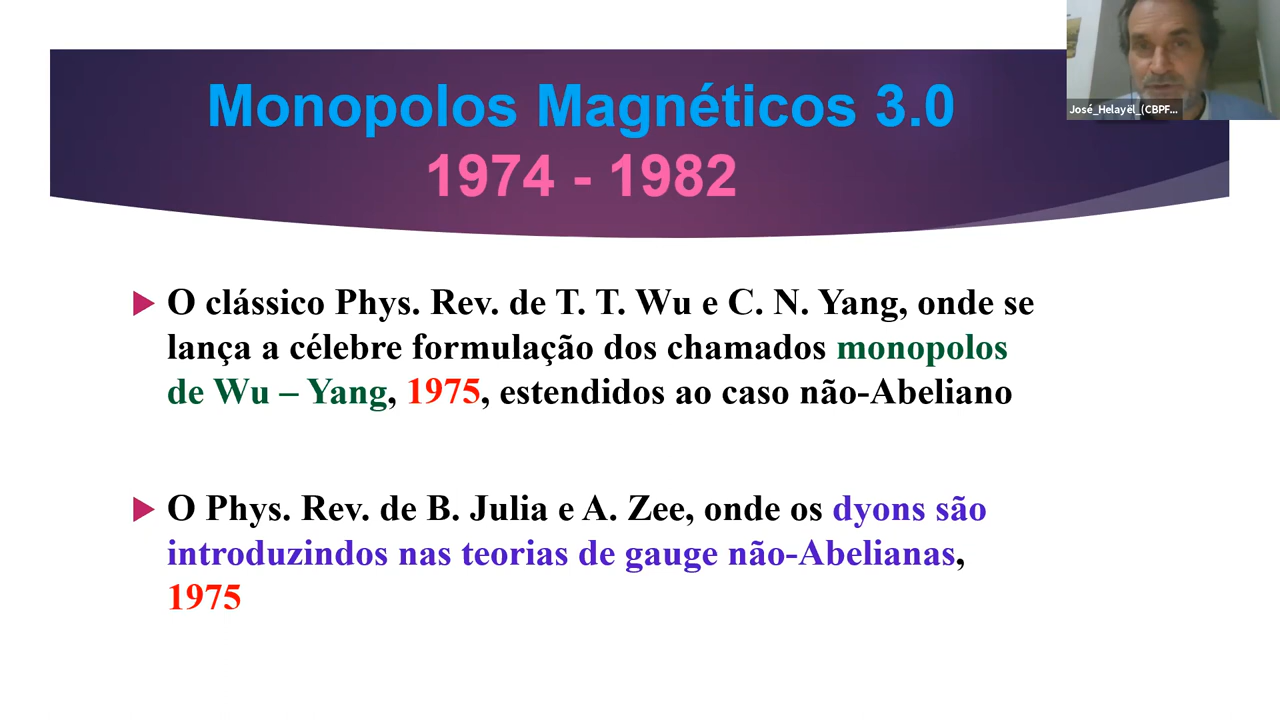 Monopolos Magnéticos 3.0
1974 - 1982
José_Helayël_(CBPF...
O clássico Phys. Rev. de T. T. Wu e C. N. Yang, onde se
lança a célebre formulação dos chamados monopolos
de Wu – Yang, 1975, estendidos ao caso não-Abeliano
O Phys. Rev. de B. Julia e A. Zee, onde os dyons são
introduzindos nas teorias de gauge não-Abelianas,
1975